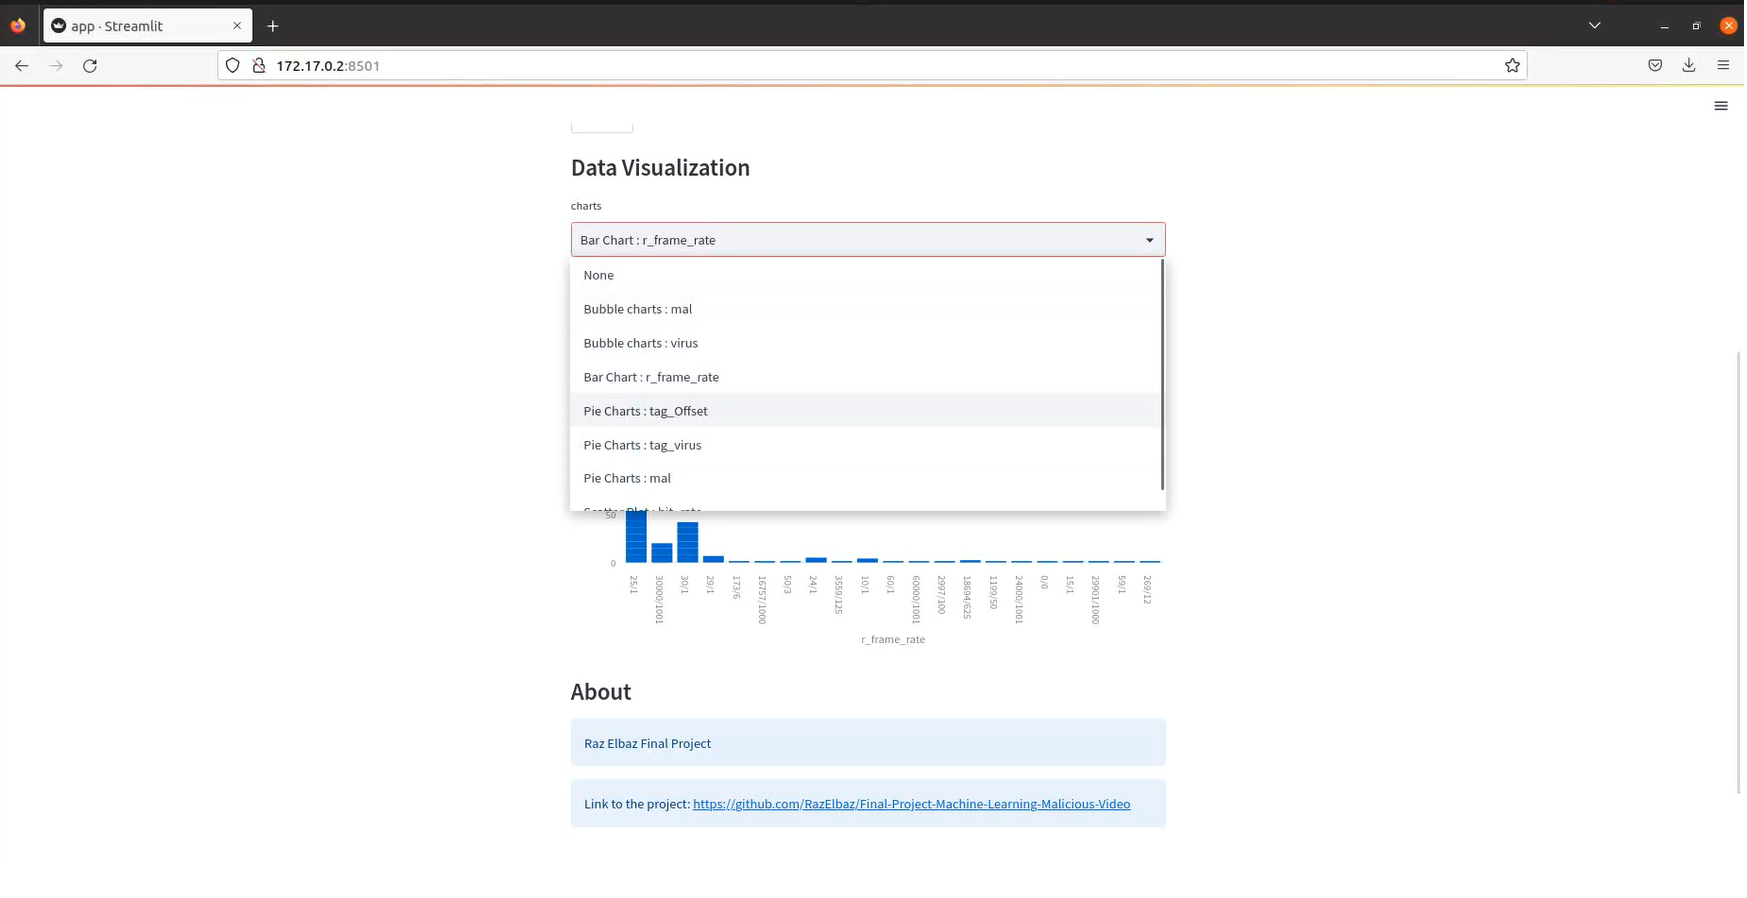 app · Streamlit
172.17.0.2:8501
Data Visualization
charts
Bar Chart : r_frame_rate
None
Bubble charts : mal
Bubble charts : virus
Bar Chart : r_frame_rate
Pie Charts : tag_Offset
Pie Charts : tag_virus
Pie Charts : mal
Scatter Plot : bit_rate
50
0
25/1
30000/1001
30/1
29/1
173/6
16757/1000
50/3
24/1
3559/125
10/1
60/1
60000/1001
2997/100
18694/625
1199/50
24000/1001
0/0
15/1
29901/1000
59/1
269/12
r_frame_rate
About
Raz Elbaz Final Project
Link to the project: https://github.com/RazElbaz/Final-Project-Machine-Learning-Malicious-Video